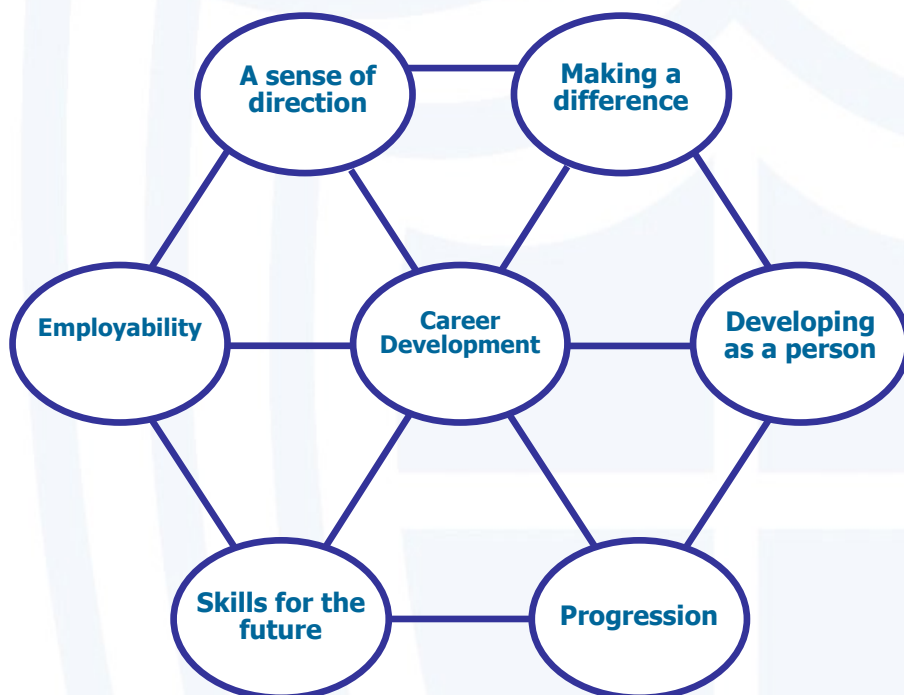 A sense of
direction
Making a
difference
Employability
Career
Development
Developing
as a person
Skills for the
future
Progression